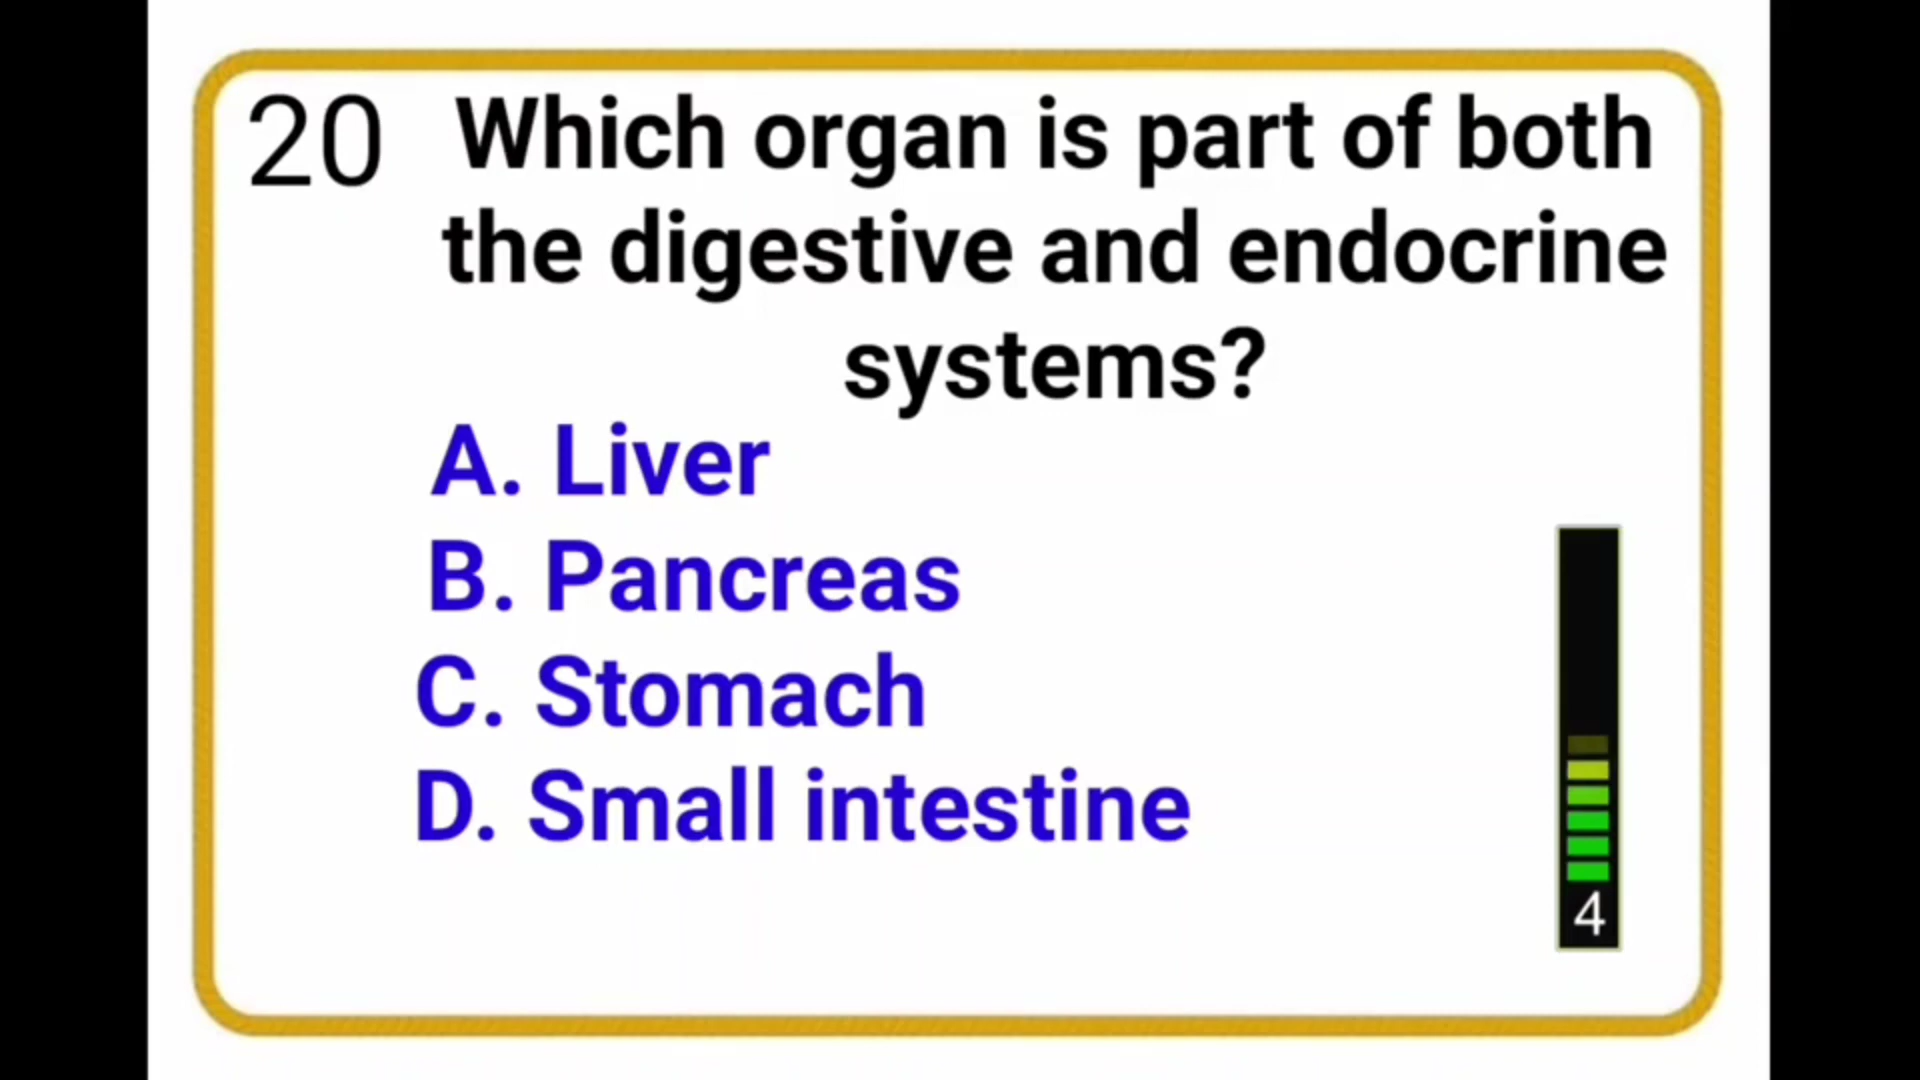 20 Which organ is part of both
the digestive and endocrine
systems?
A. Liver
B. Pancreas
C. Stomach
D. Small intestine
4